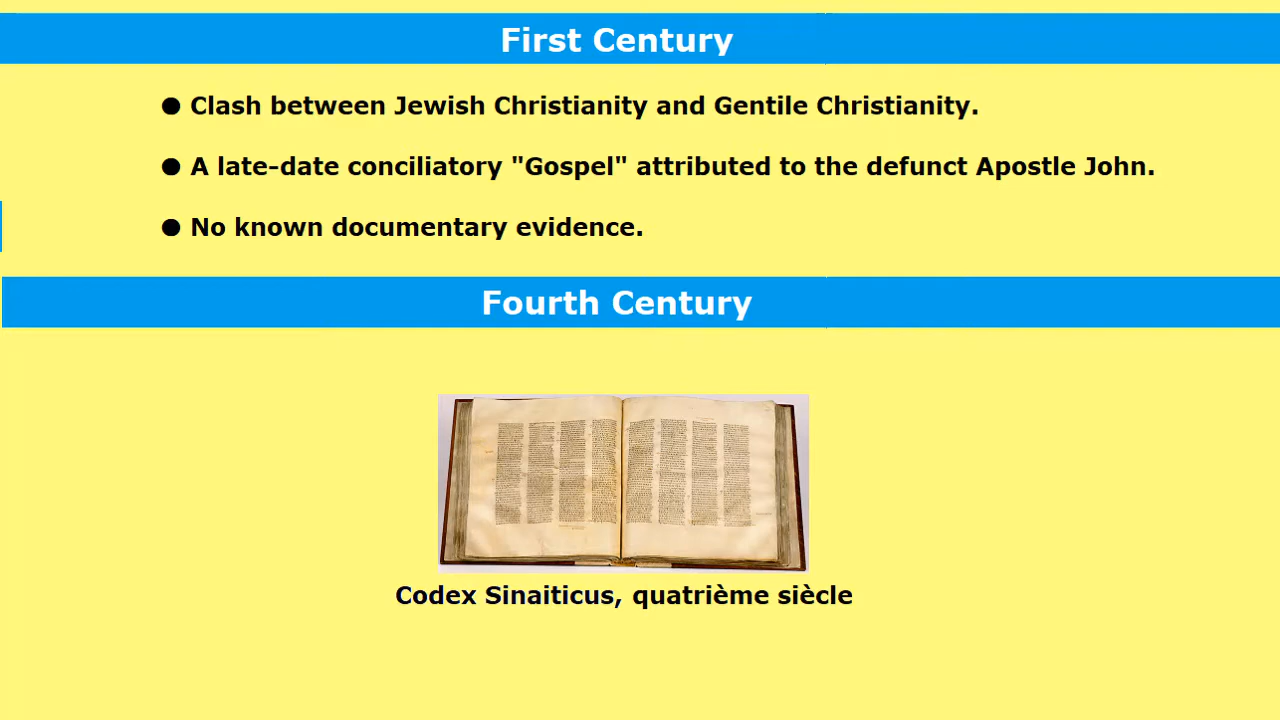 First Century
● Clash between Jewish Christianity and Gentile Christianity.
● A late-date conciliatory "Gospel" attributed to the defunct Apostle John.
● No known documentary evidence.
Fourth Century
Codex Sinaiticus, quatrième siècle